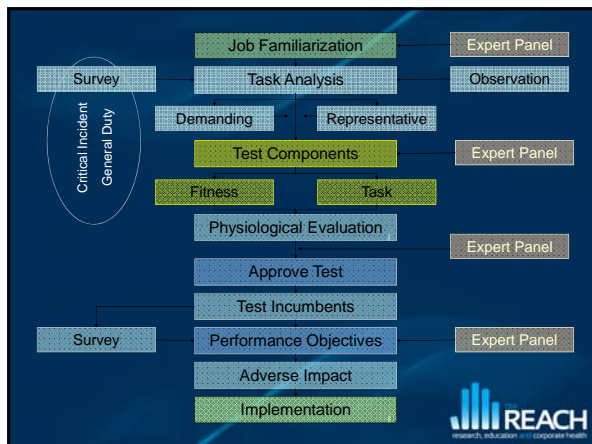 Job Familiarization
Expert Panel
Survey
Task Analysis
Observation
Critical Incident
General Duty
Demanding
Representative
Test Components
Expert Panel
Fitness
Task
Physiological Evaluation
Expert Panel
Approve Test
Test Incumbents
Survey
Performance Objectives
Expert Panel
Adverse Impact
Implementation
REACH
research, education and corporate health